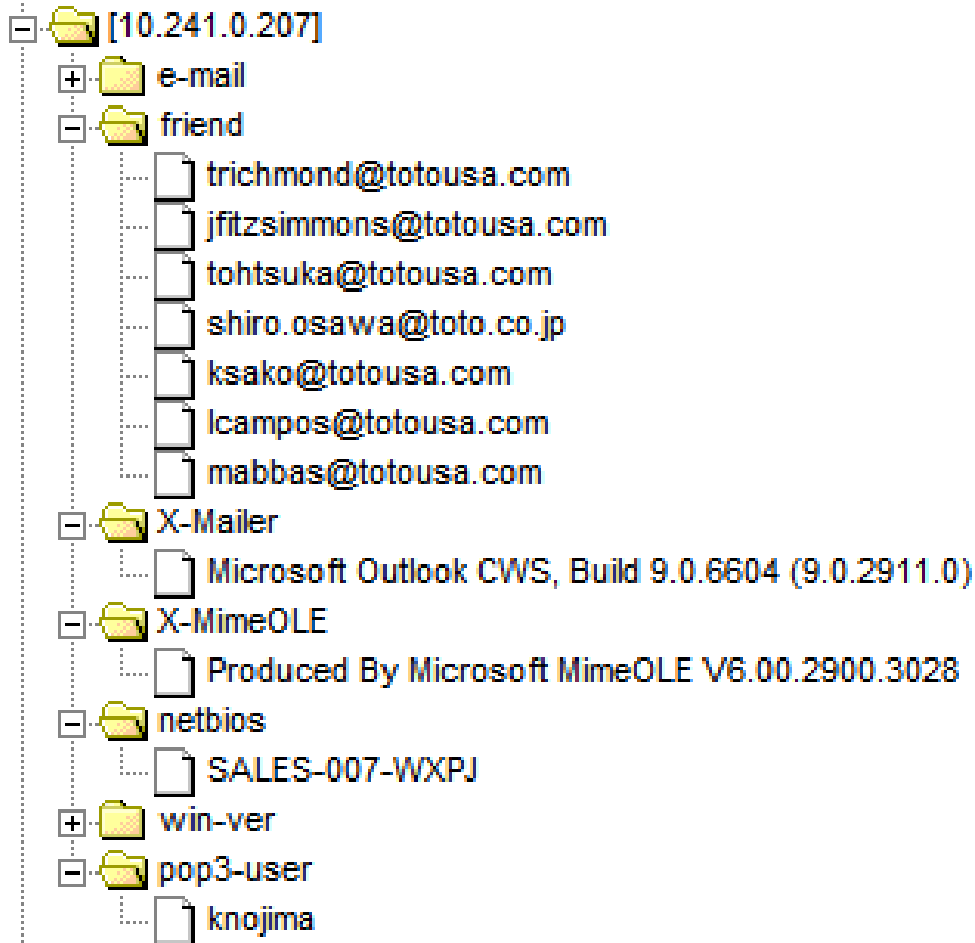 [10.241.0.207]
e-mail
friend
trichmond@totousa.com
jfitzsimmons@totousa.com
tohtsuka@totousa.com
shiro.osawa@toto.co.jp
ksako@totousa.com
lcampos@totousa.com
mabbas@totousa.com
X-Mailer
Microsoft Outlook CWS, Build 9.0.6604 (9.0.2911.0)
X-MimeOLE
Produced By Microsoft MimeOLE V6.00.2900.3028
netbios
SALES-007-WXPJ
win-ver
pop3-user
knojima